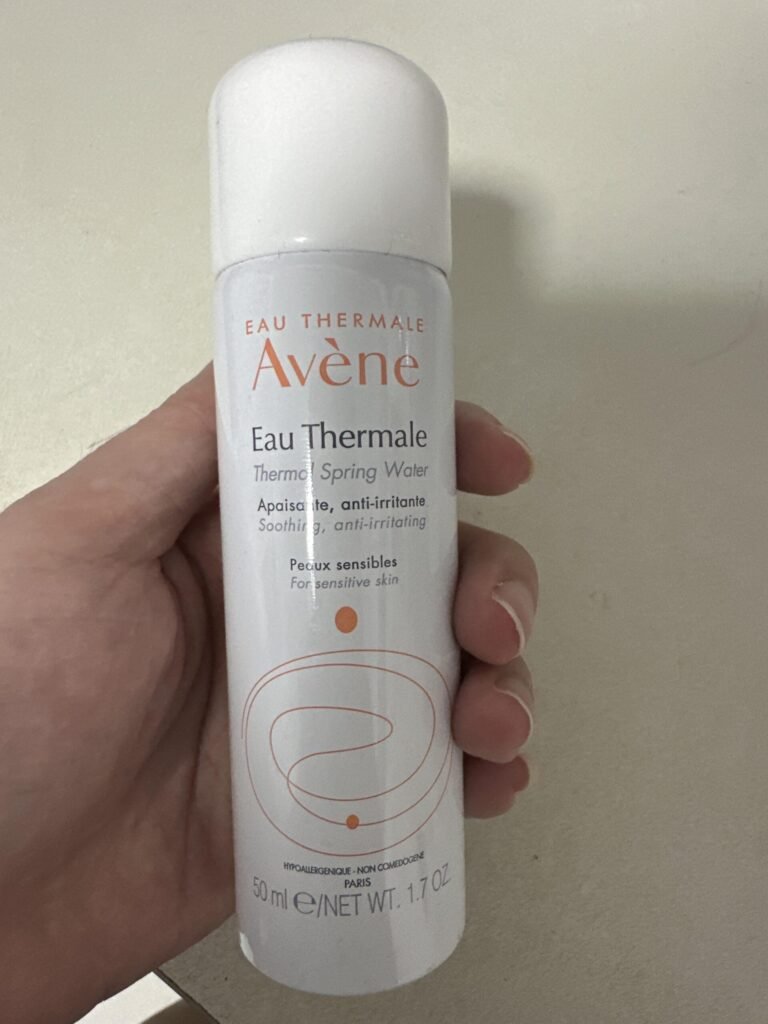 EAU THERMALE
Avène
Eau Thermale
Thermal Spring Water
Apaisante, anti-irritante
Soothing, anti-irritating
Peaux sensibles
For sensitive skin
HYPOALLERGENIQUE - NON COMEDOGENE
PARIS
50 ml ℮/NET WT. 1.7 OZ.